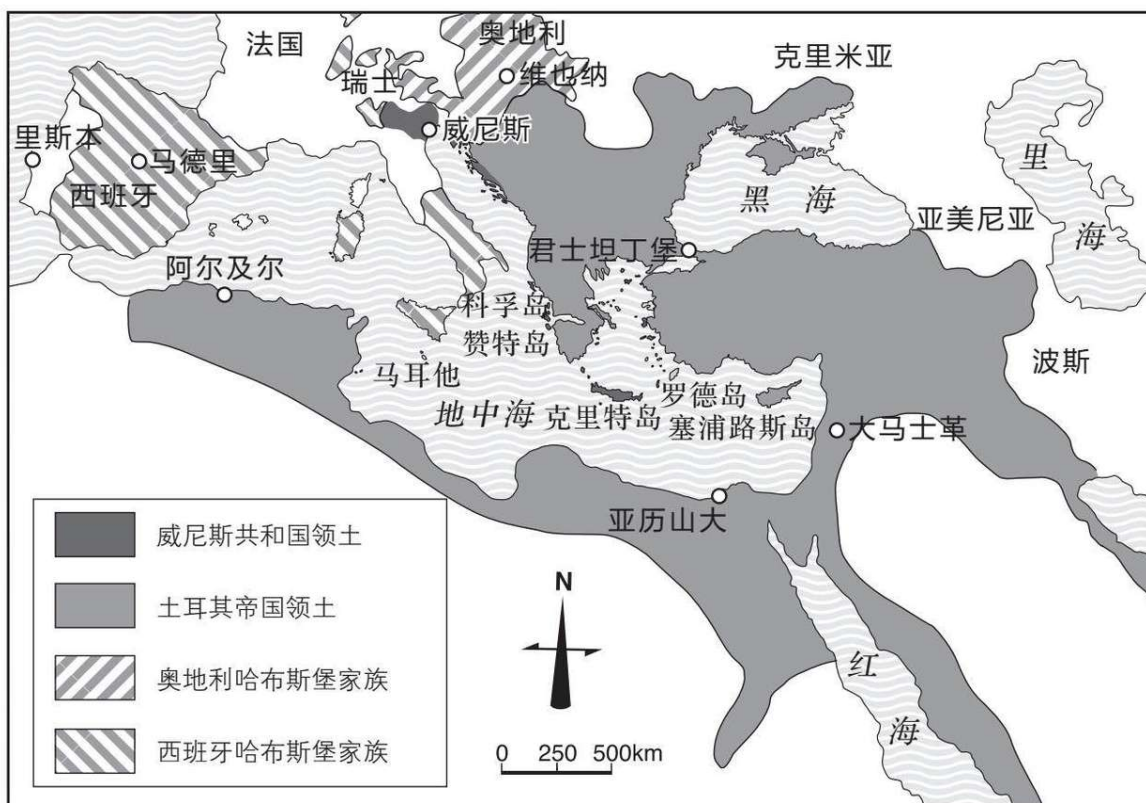 法国
奥地利
维也纳
克里米亚
瑞士
威尼斯
里斯本
马德里
西班牙
里海
黑海
亚美尼亚
君士坦丁堡
阿尔及尔
科孚岛
赞特岛
波斯
马耳他
地中海
克里特岛
罗德岛
塞浦路斯岛
大马士革
亚历山大
红海
威尼斯共和国领土
土耳其帝国领土
奥地利哈布斯堡家族
西班牙哈布斯堡家族
N
0 250 500km